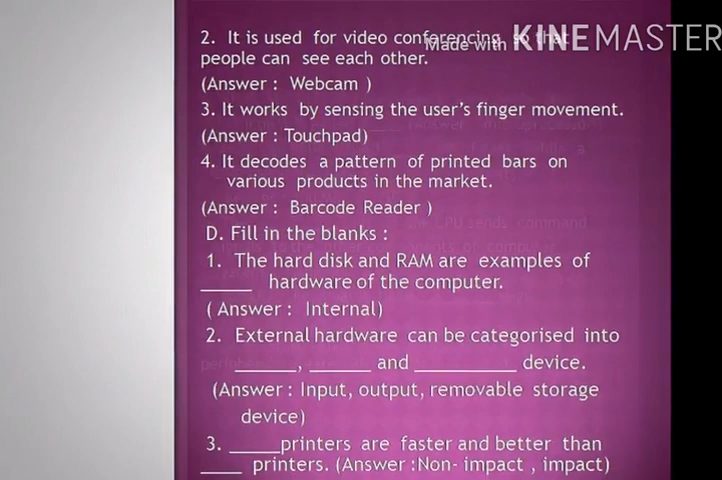 2. It is used for video conferencing, so that
Made with KINEMASTER
people can see each other.
(Answer : Webcam )
3. It works by sensing the user's finger movement.
(Answer : Touchpad)
4. It decodes a pattern of printed bars on
various products in the market.
(Answer : Barcode Reader )
D. Fill in the blanks :
1. The hard disk and RAM are examples of
_____ hardware of the computer.
( Answer : Internal)
2. External hardware can be categorised into
______, ______ and __________ device.
(Answer : Input, output, removable storage
device)
3. _____printers are faster and better than
____ printers. (Answer :Non- impact , impact)